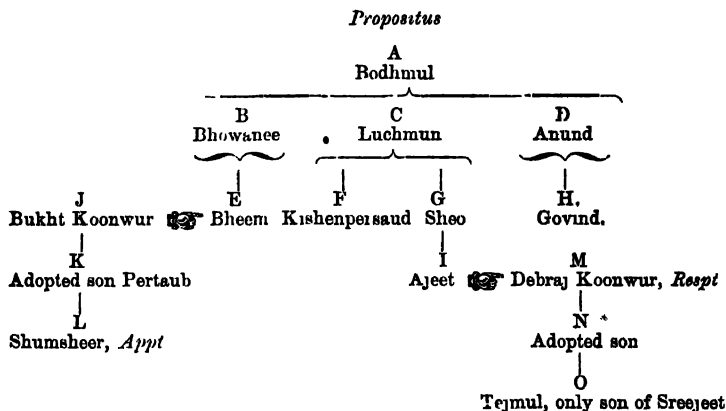 Propositus
A
Bodhmul
B C D
Bhowanee Luchmun Anund
J E F G H.
Bukht Koonwur Bheem Kishenpersaud Sheo Govind.
K I M
Adopted son Pertaub Ajeet Debraj Koonwur, Respt
L N
Shumsheer, Appt Adopted son
O
Tejmul, only son of Sreejeet